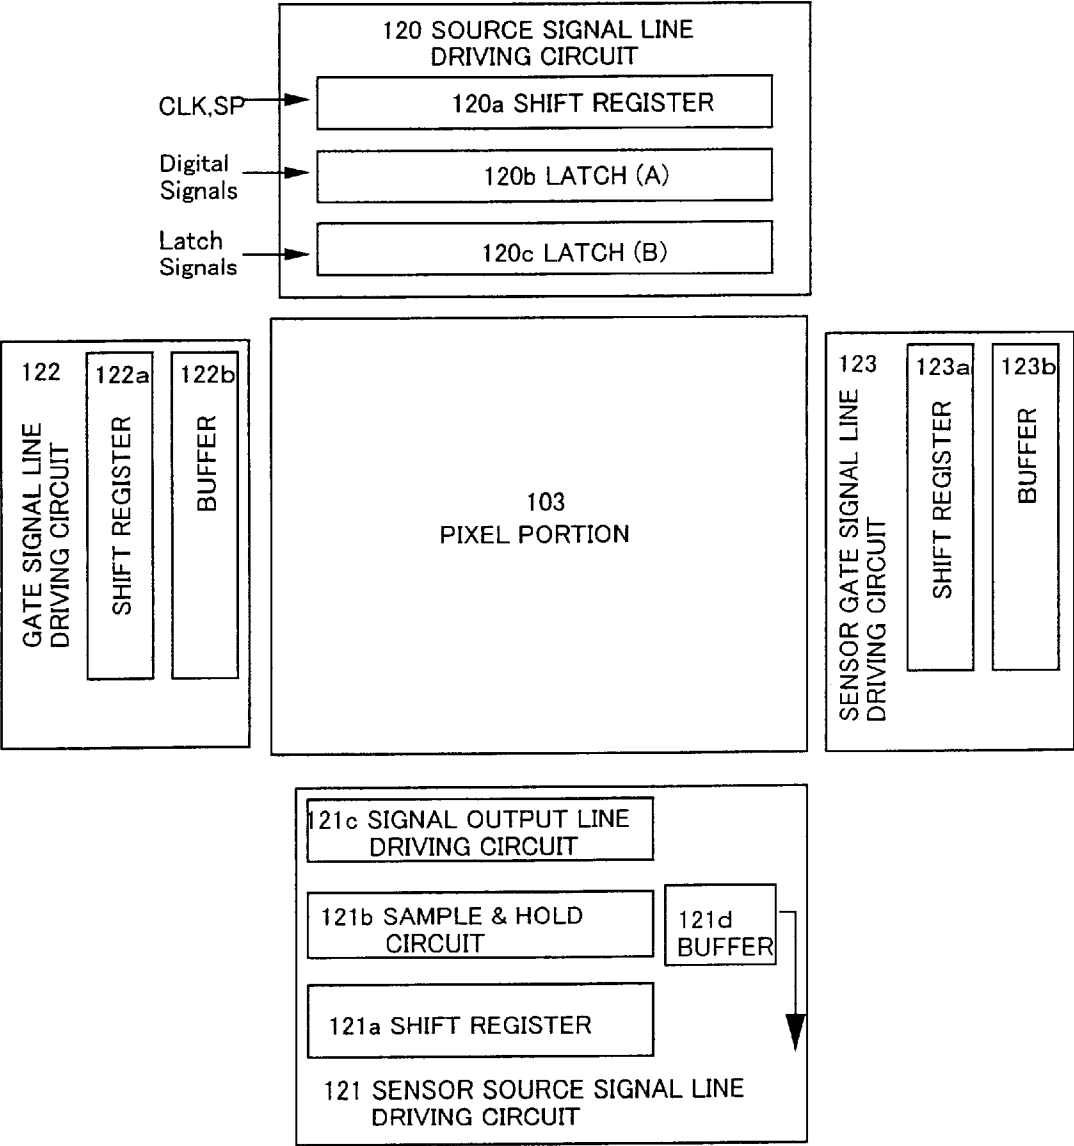 120 SOURCE SIGNAL LINE
DRIVING CIRCUIT
CLK,SP
120a SHIFT REGISTER
Digital
Signals
120b LATCH (A)
Latch
Signals
120c LATCH (B)
122
GATE SIGNAL LINE
DRIVING CIRCUIT
122a
SHIFT REGISTER
122b
BUFFER
103
PIXEL PORTION
123
SENSOR GATE SIGNAL LINE
DRIVING CIRCUIT
123a
SHIFT REGISTER
123b
BUFFER
121c SIGNAL OUTPUT LINE
DRIVING CIRCUIT
121b SAMPLE & HOLD
CIRCUIT
121d
BUFFER
121a SHIFT REGISTER
121 SENSOR SOURCE SIGNAL LINE
DRIVING CIRCUIT